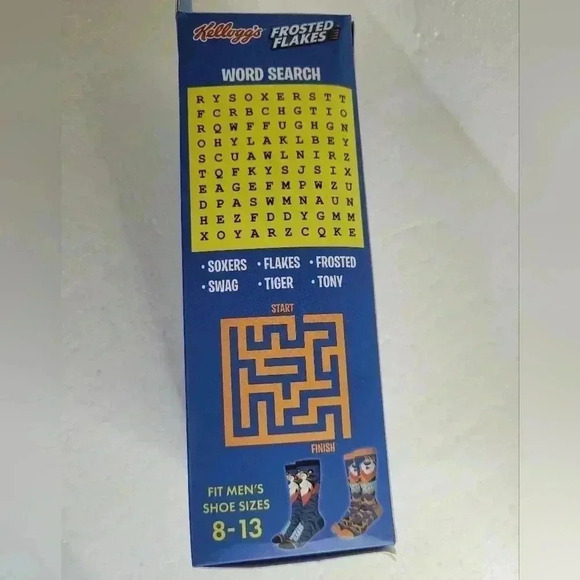 Kellogg's FROSTED FLAKES
WORD SEARCH
R Y S O X E R S T T
F C R B C H G T I O
R Q W F F U G H G N
O H Y L A K L B E Y
S C U A W L N I R Z
T Q F K Y S J S I X
E A G E F M P W Z U
D P A S W M N A U N
H E Z F D D Y G M M
X O Y A R Z C Q K E
• SOXERS • FLAKES • FROSTED
• SWAG • TIGER • TONY
START
FINISH
FIT MEN'S
SHOE SIZES
8-13